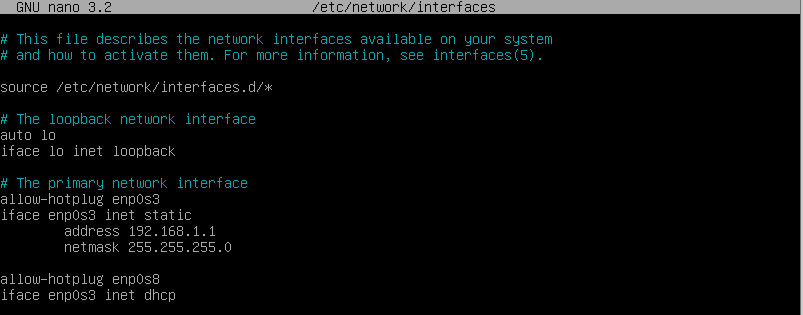 GNU nano 3.2 /etc/network/interfaces
# This file describes the network interfaces available on your system
# and how to activate them. For more information, see interfaces(5).
source /etc/network/interfaces.d/*
# The loopback network interface
auto lo
iface lo inet loopback
# The primary network interface
allow-hotplug enp0s3
iface enp0s3 inet static
address 192.168.1.1
netmask 255.255.255.0
allow-hotplug enp0s8
iface enp0s3 inet dhcp